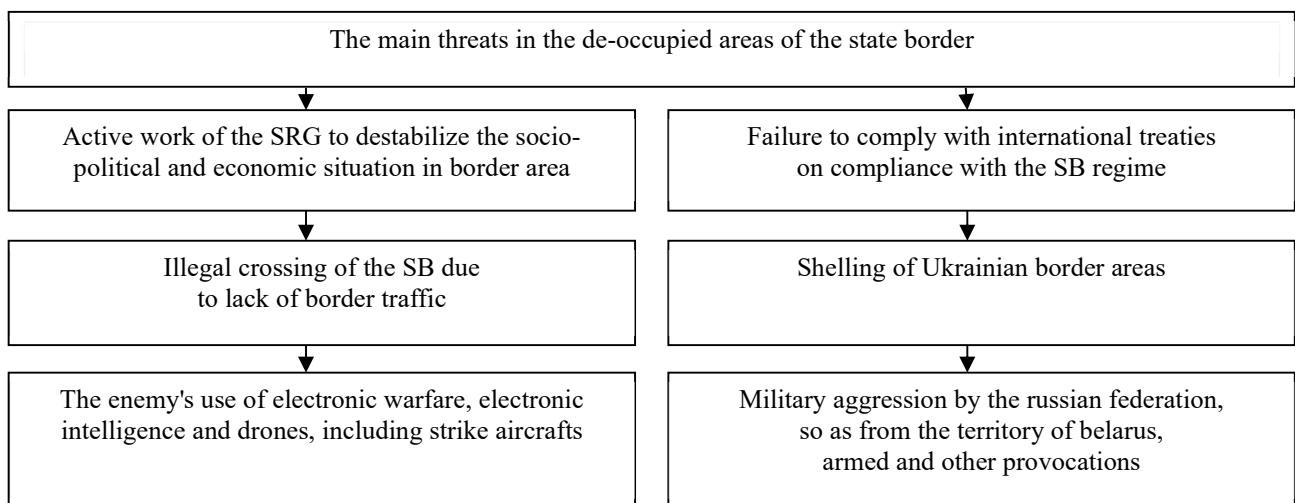 The main threats in the de-occupied areas of the state border
Active work of the SRG to destabilize the socio-
political and economic situation in border area
Failure to comply with international treaties
on compliance with the SB regime
Illegal crossing of the SB due
to lack of border traffic
Shelling of Ukrainian border areas
The enemy's use of electronic warfare, electronic
intelligence and drones, including strike aircrafts
Military aggression by the russian federation,
so as from the territory of belarus,
armed and other provocations